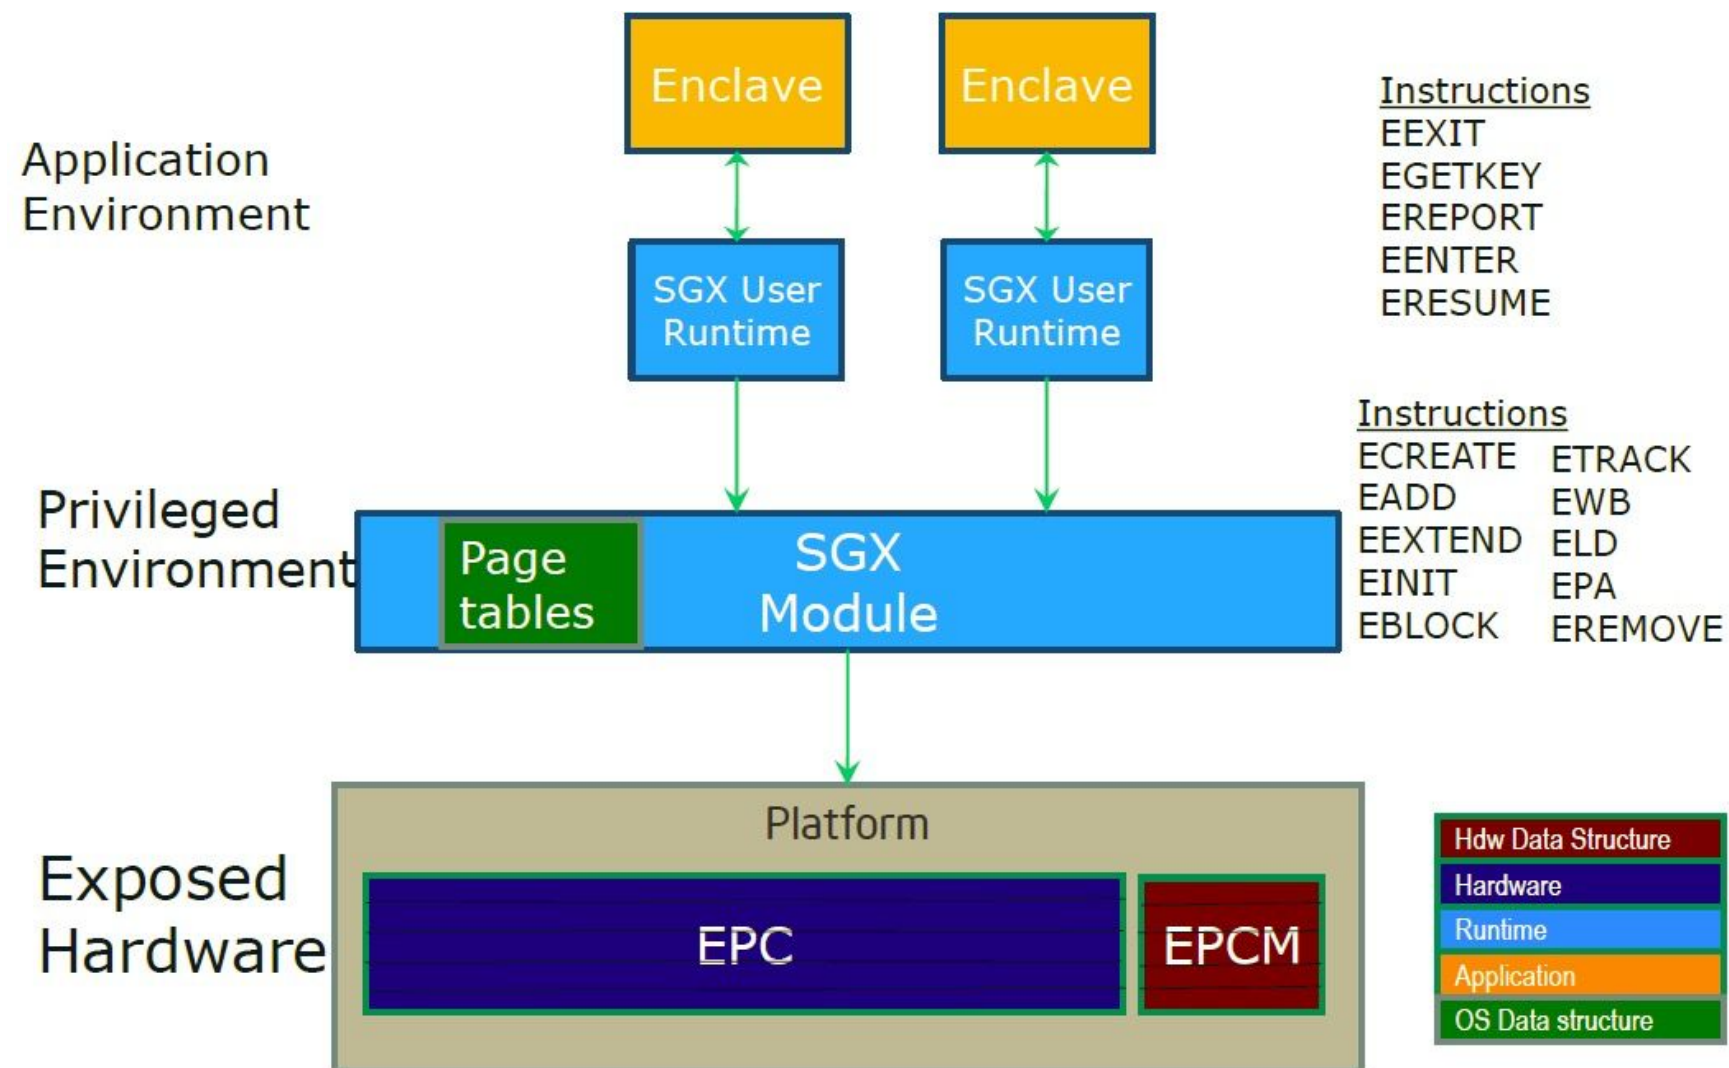 Enclave
Enclave
Application
Environment
SGX User
Runtime
SGX User
Runtime
Instructions
EEXIT
EGETKEY
EREPORT
EENTER
ERESUME
Privileged
Environment
Page
tables
SGX
Module
Instructions
ECREATE
EADD
EEXTEND
EINIT
EBLOCK
ETRACK
EWB
ELD
EPA
EREMOVE
Exposed
Hardware
Platform
EPC
EPCM
Hdw Data Structure
Hardware
Runtime
Application
OS Data structure